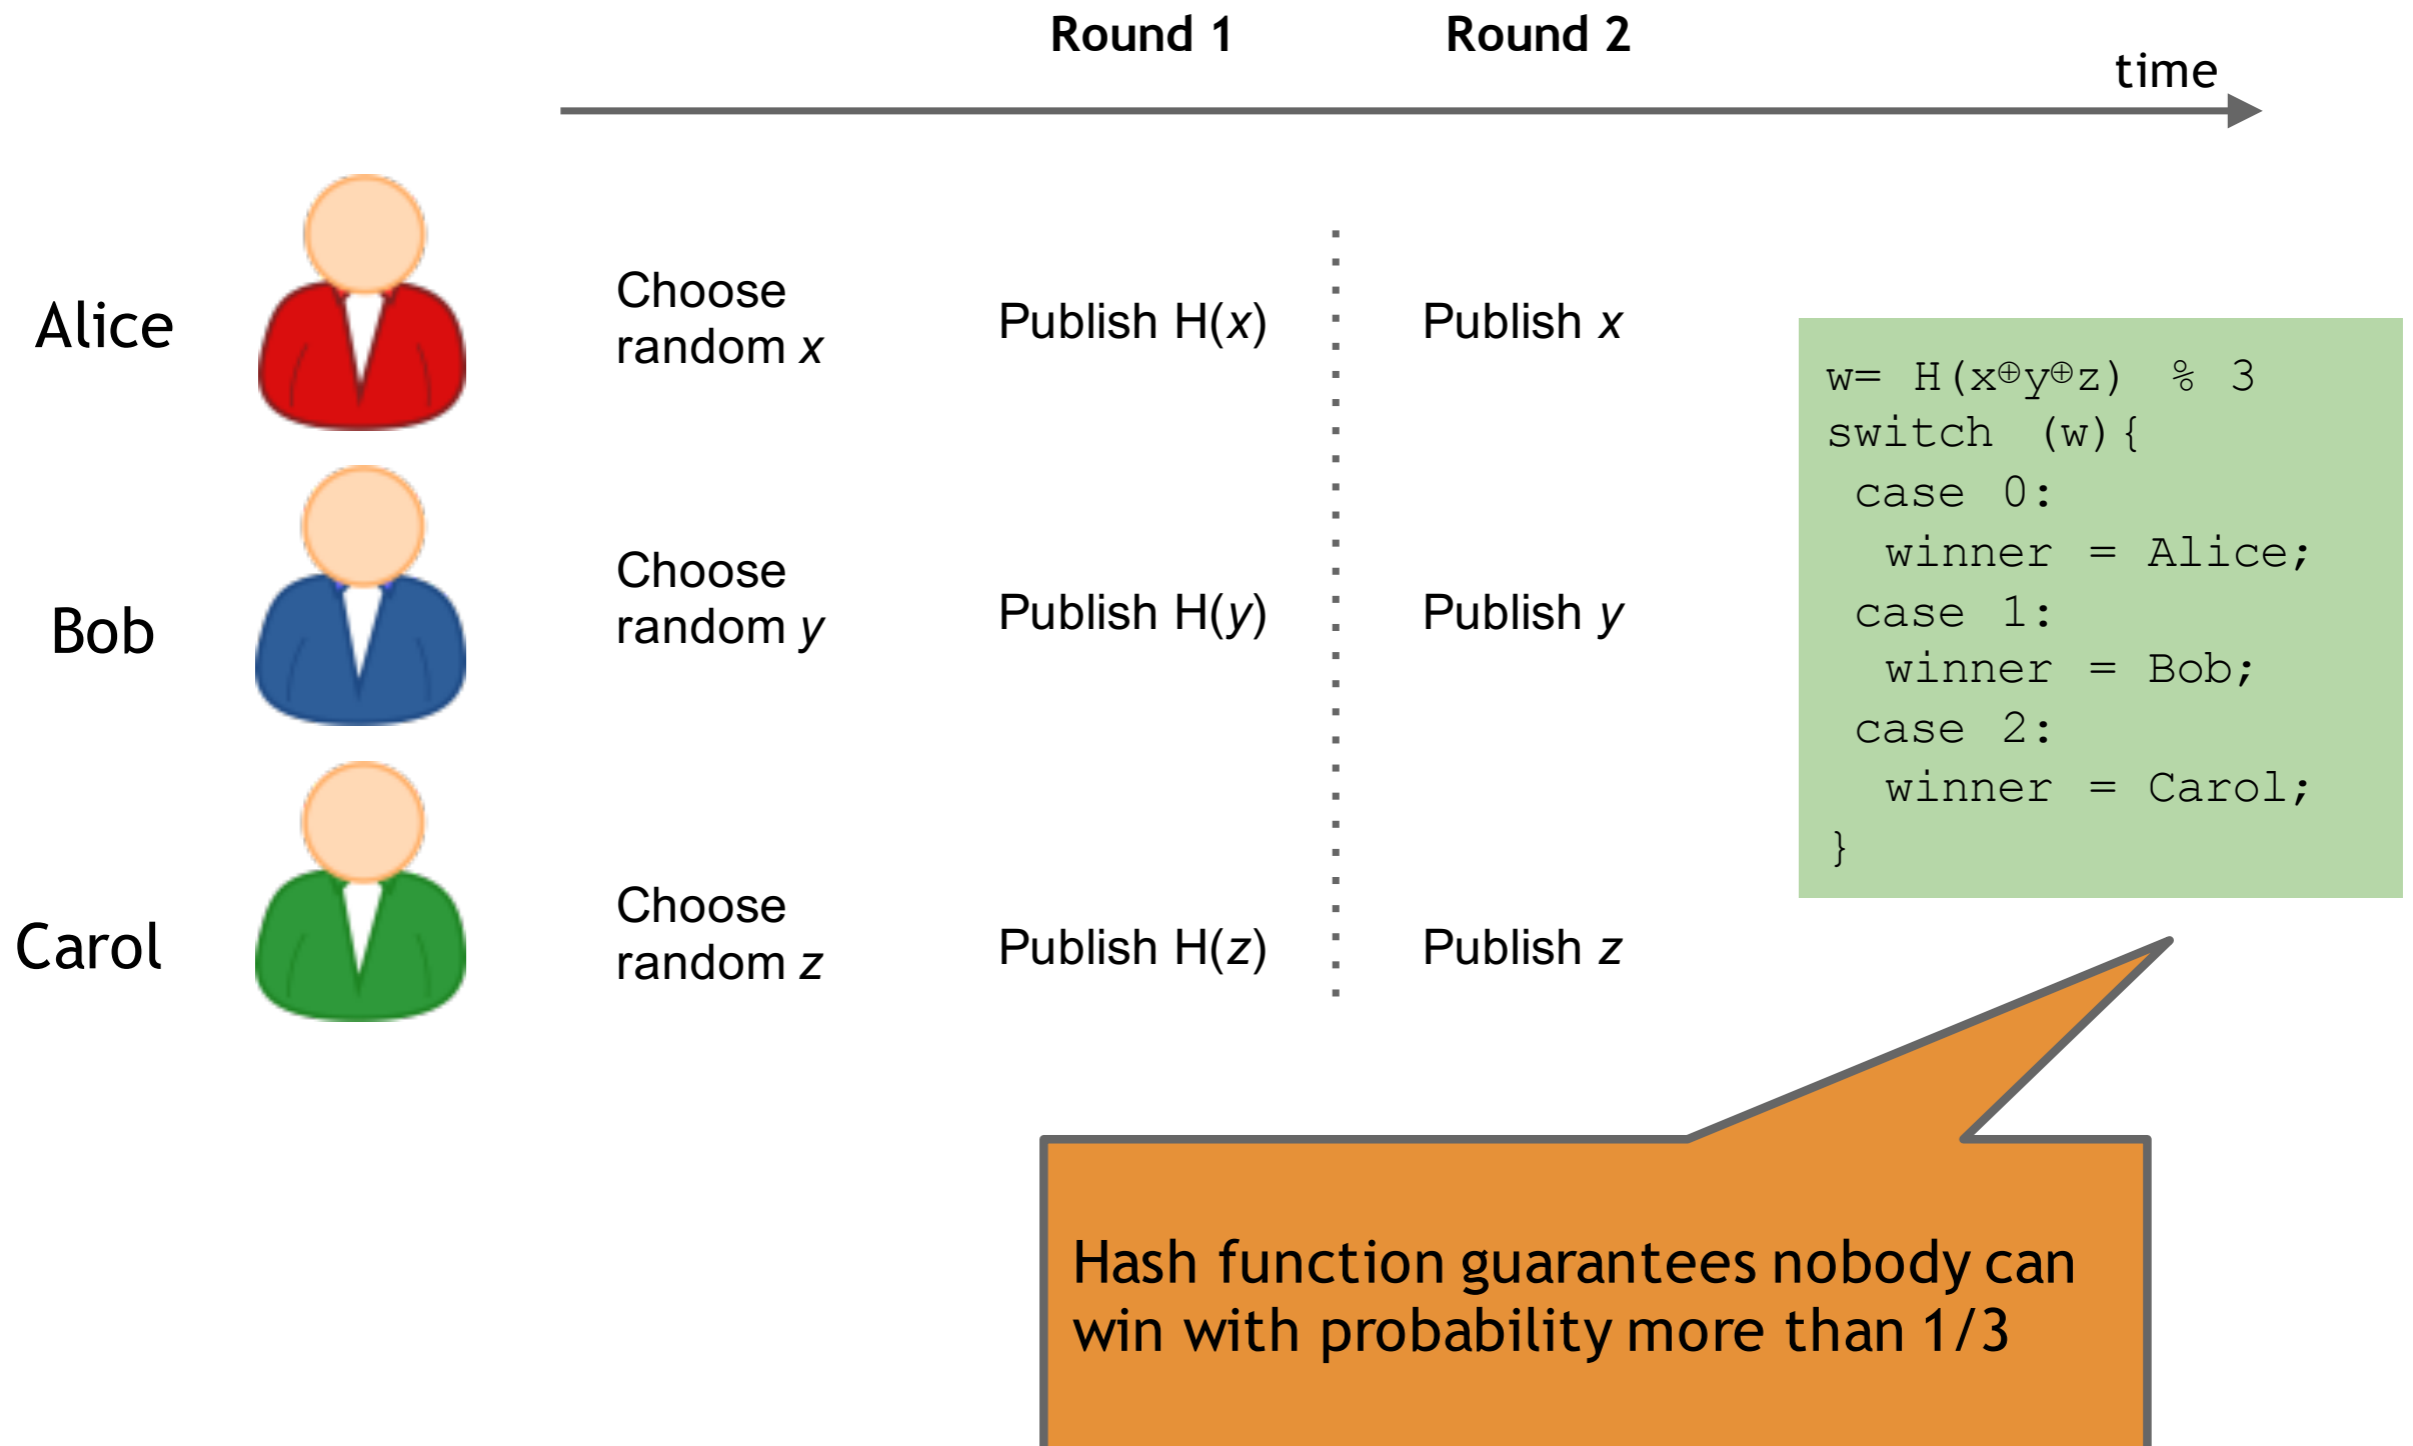 Round 1
Round 2
time
Alice
Choose
random x
Publish H(x)
Publish x
Bob
Choose
random y
Publish H(y)
Publish y
Carol
Choose
random z
Publish H(z)
Publish z
w= H(x⊕y⊕z) % 3
switch (w){
case 0:
winner = Alice;
case 1:
winner = Bob;
case 2:
winner = Carol;
}
Hash function guarantees nobody can
win with probability more than 1/3